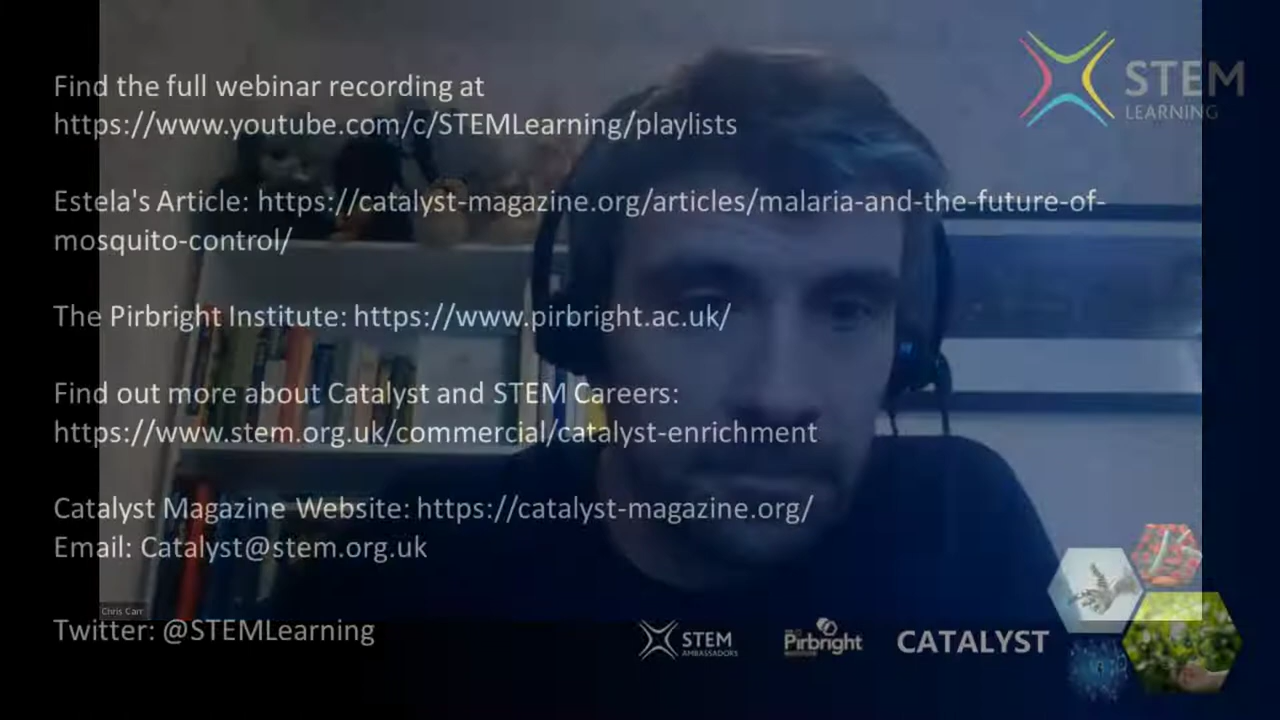 Find the full webinar recording at
https://www.youtube.com/c/STEMLearning/playlists
Estela's Article: https://catalyst-magazine.org/articles/malaria-and-the-future-of-
mosquito-control/
The Pirbright Institute: https://www.pirbright.ac.uk/
Find out more about Catalyst and STEM Careers:
https://www.stem.org.uk/commercial/catalyst-enrichment
Catalyst Magazine Website: https://catalyst-magazine.org/
Email: Catalyst@stem.org.uk
Chris Carr
Twitter: @STEMLearning
STEM
LEARNING
STEM
AMBASSADORS
Pirbright
CATALYST